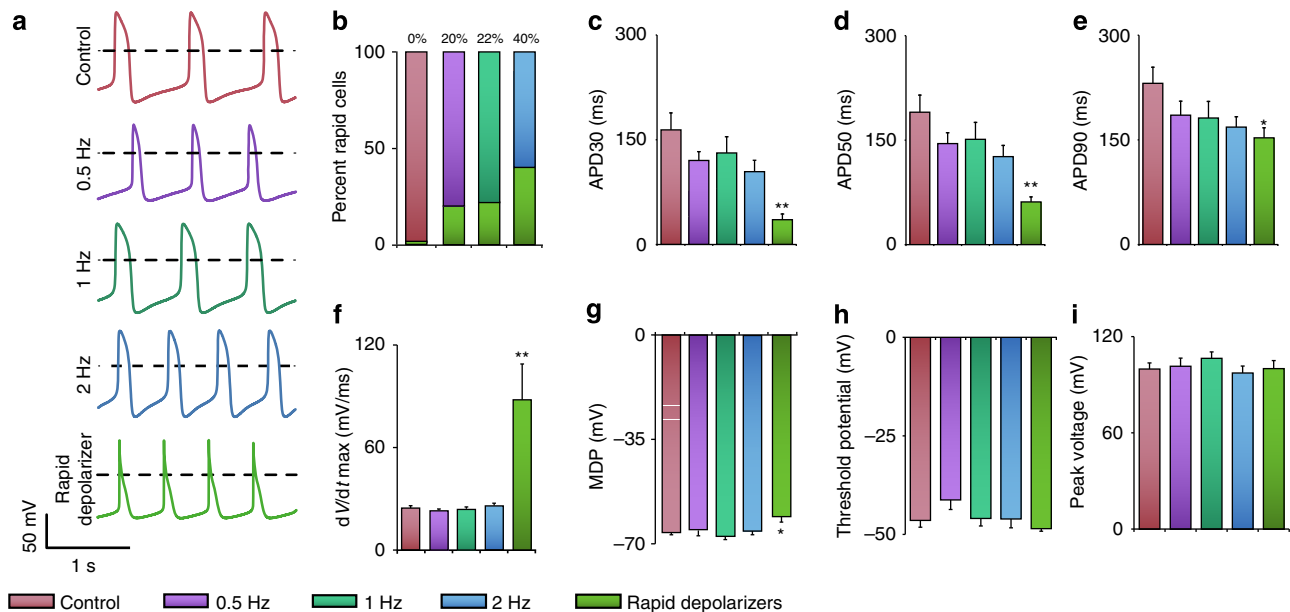 a
Control
0.5 Hz
1 Hz
2 Hz
Rapid
depolarizer
50 mV
1 s
b
Percent rapid cells
100
50
0
0% 20% 22% 40%
c
APD30 (ms)
300
150
0
**
d
APD50 (ms)
300
150
0
**
e
APD90 (ms)
300
150
0
*
f
dV/dt max (mV/ms)
120
60
0
**
g
MDP (mV)
0
–35
–70
*
h
Threshold potential (mV)
0
–25
–50
i
Peak voltage (mV)
120
60
0
Control 0.5 Hz 1 Hz 2 Hz Rapid depolarizers